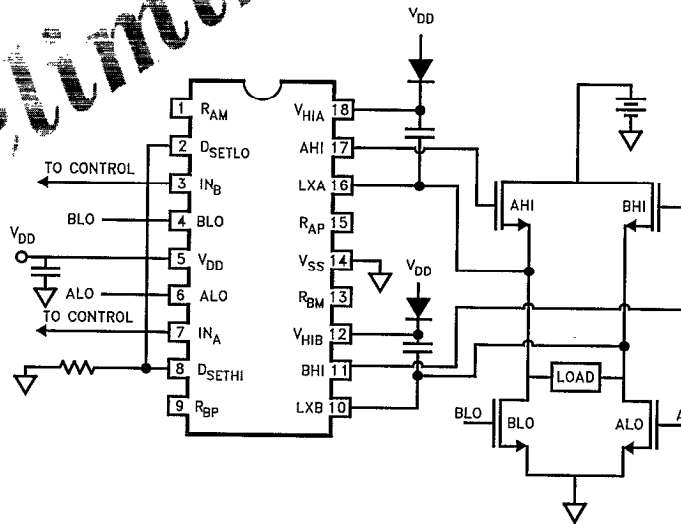 elimi
V_DD
1 R_AM
V_HIA 18
2 D_SETLO
AHI 17
TO CONTROL
3 IN_B
LXA 16
AHI
BHI
BLO
4 BLO
R_AP 15
V_DD
5 V_DD
V_SS 14
V_DD
ALO
6 ALO
R_BM 13
TO CONTROL
7 IN_A
V_HIB 12
8 D_SETHI
BHI 11
LOAD
9 R_BP
LXB 10
BLO
BLO
ALO